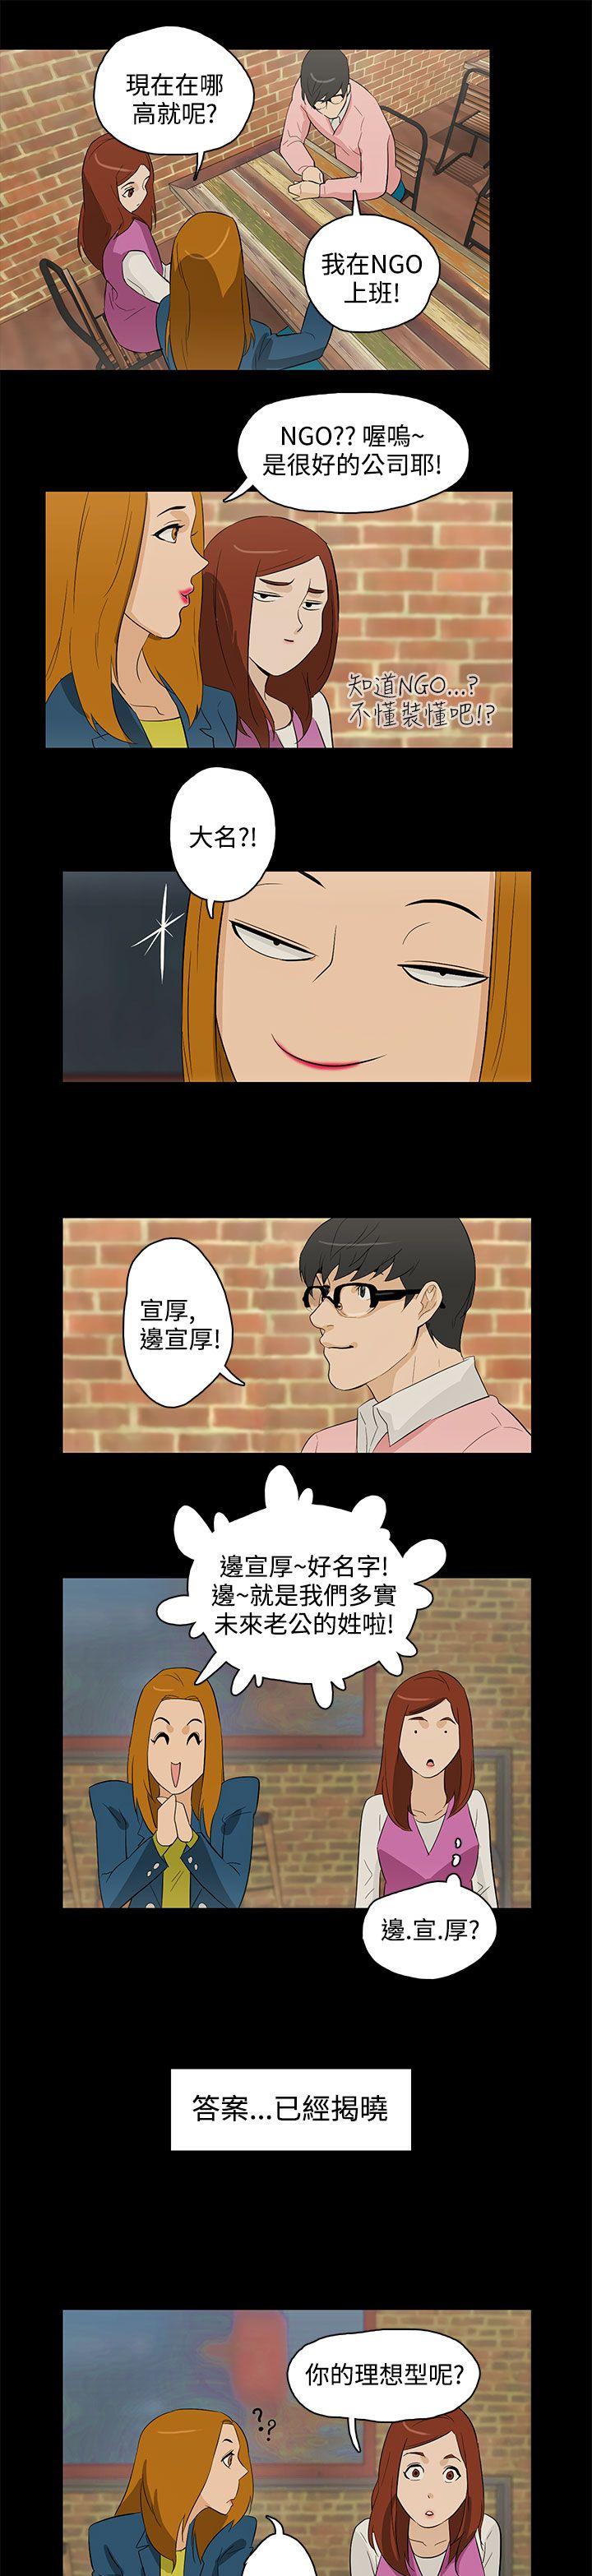 現在在哪
高就呢?
我在NGO
上班!
NGO?? 喔嗚~
是很好的公司耶!
知道NGO...?
不懂裝懂吧!?
大名?!
宣厚,
邊宣厚!
邊宣厚~好名字!
邊~就是我們多實
未來老公的姓啦!
邊.宣.厚?
答案...已經揭曉
你的理想型呢?
??